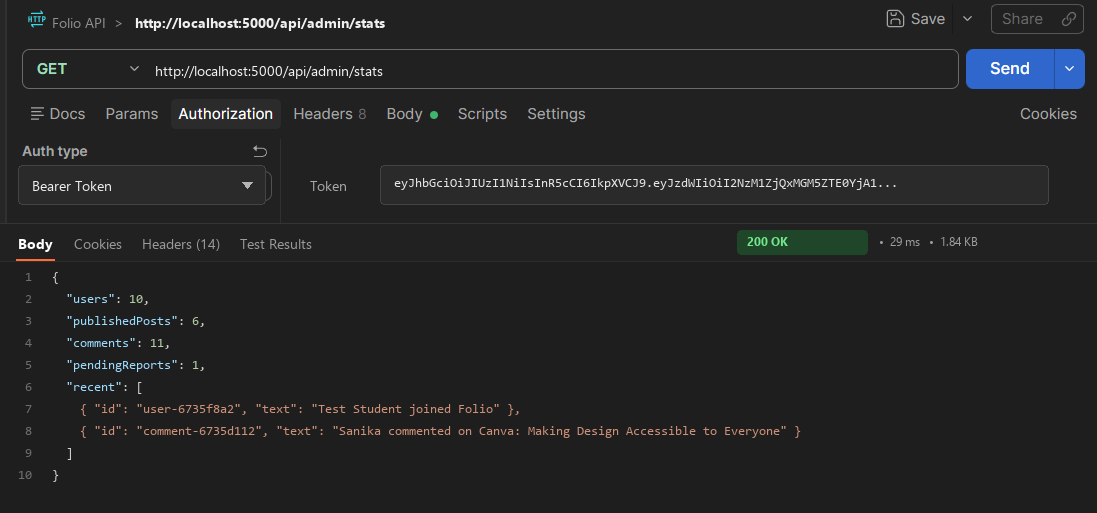 HTTP Folio API > http://localhost:5000/api/admin/stats Save Share
GET http://localhost:5000/api/admin/stats Send
Docs Params Authorization Headers 8 Body Scripts Settings Cookies
Auth type
Bearer Token Token eyJhbGciOiJIUzI1NiIsInR5cCI6IkpXVCJ9.eyJzdWIiOiI2NzM1ZjQxMGM5ZTE0YjA1...
Body Cookies Headers (14) Test Results 200 OK • 29 ms • 1.84 KB
1 {
2 "users": 10,
3 "publishedPosts": 6,
4 "comments": 11,
5 "pendingReports": 1,
6 "recent": [
7 { "id": "user-6735f8a2", "text": "Test Student joined Folio" },
8 { "id": "comment-6735d112", "text": "Sanika commented on Canva: Making Design Accessible to Everyone" }
9 ]
10 }